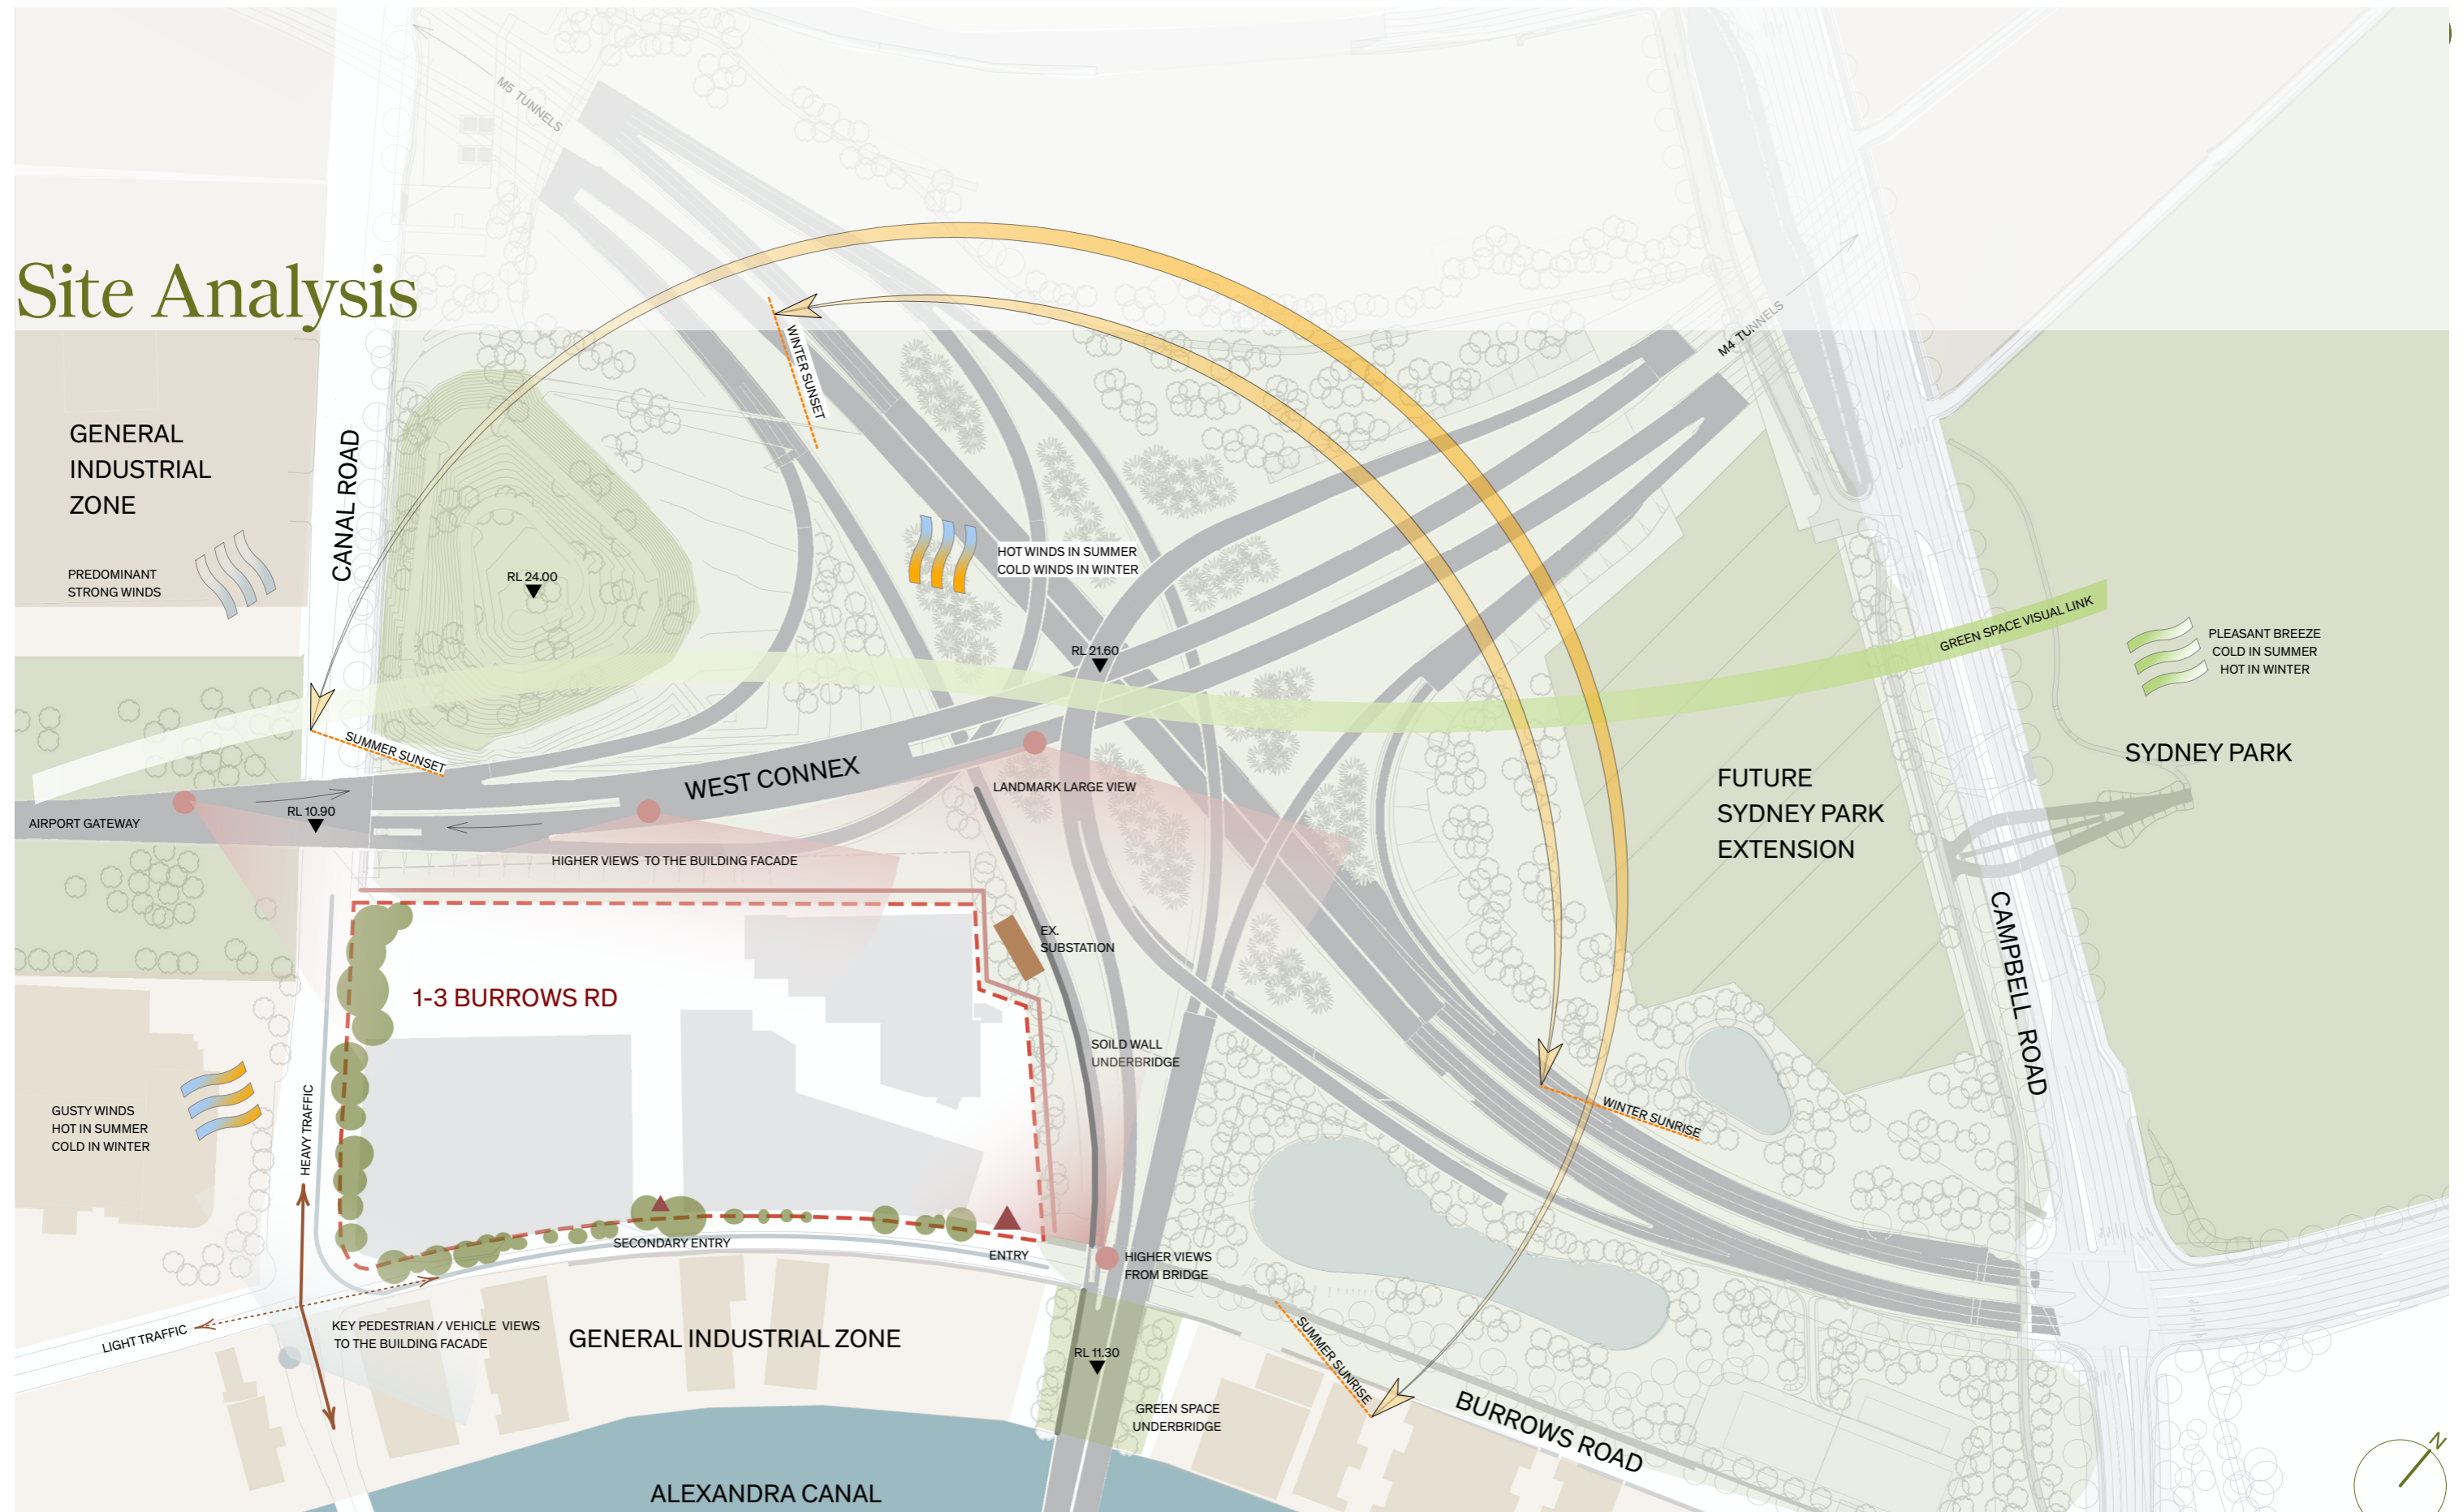 M5 TUNNELS
Site Analysis
M4 TUNNELS
WINTER SUNSET
GENERAL
INDUSTRIAL
ZONE
CANAL ROAD
PREDOMINANT
STRONG WINDS
RL 24.00
HOT WINDS IN SUMMER
COLD WINDS IN WINTER
RL 21.60
GREEN SPACE VISUAL LINK
PLEASANT BREEZE
COLD IN SUMMER
HOT IN WINTER
SUMMER SUNSET
WEST CONNEX
LANDMARK LARGE VIEW
FUTURE
SYDNEY PARK
EXTENSION
SYDNEY PARK
AIRPORT GATEWAY
RL 10.90
HIGHER VIEWS TO THE BUILDING FACADE
EX.
SUBSTATION
CAMPBELL ROAD
1-3 BURROWS RD
SOILD WALL
UNDERBRIDGE
GUSTY WINDS
HOT IN SUMMER
COLD IN WINTER
HEAVY TRAFFIC
WINTER SUNRISE
SECONDARY ENTRY
ENTRY
HIGHER VIEWS
FROM BRIDGE
LIGHT TRAFFIC
KEY PEDESTRIAN / VEHICLE VIEWS
TO THE BUILDING FACADE
GENERAL INDUSTRIAL ZONE
RL 11.30
SUMMER SUNRISE
GREEN SPACE
UNDERBRIDGE
BURROWS ROAD
ALEXANDRA CANAL
N